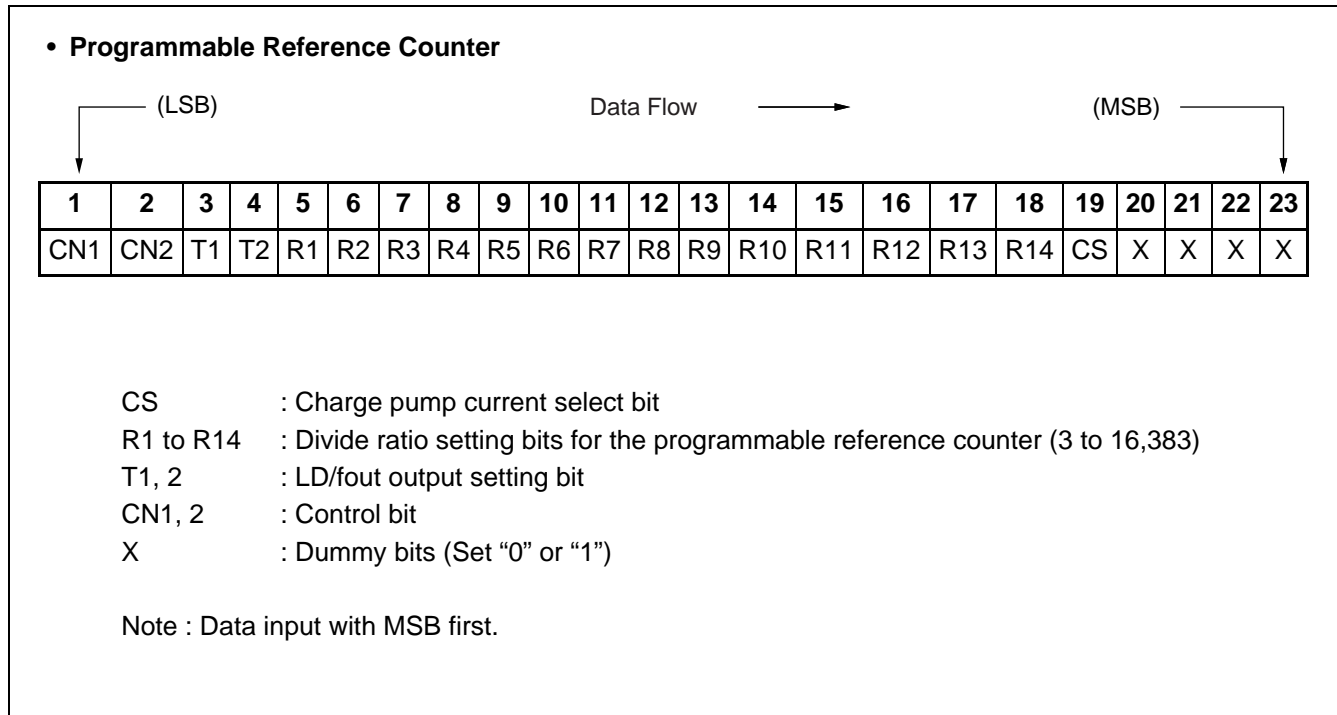 • Programmable Reference Counter
(LSB) Data Flow (MSB)
1 2 3 4 5 6 7 8 9 10 11 12 13 14 15 16 17 18 19 20 21 22 23
CN1 CN2 T1 T2 R1 R2 R3 R4 R5 R6 R7 R8 R9 R10 R11 R12 R13 R14 CS X X X X
CS : Charge pump current select bit
R1 to R14 : Divide ratio setting bits for the programmable reference counter (3 to 16,383)
T1, 2 : LD/fout output setting bit
CN1, 2 : Control bit
X : Dummy bits (Set “0” or “1”)
Note : Data input with MSB first.